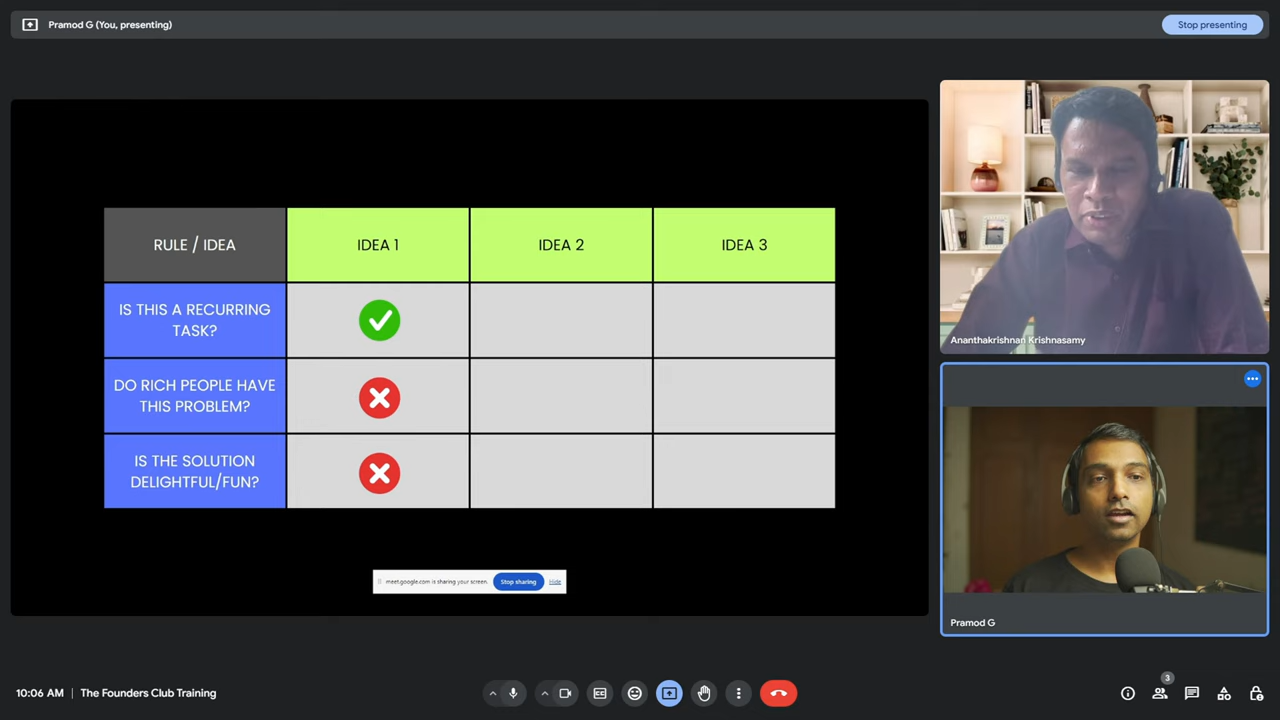 Pramod G (You, presenting)
Stop presenting
RULE / IDEA
IDEA 1
IDEA 2
IDEA 3
IS THIS A RECURRING
TASK?
DO RICH PEOPLE HAVE
THIS PROBLEM?
IS THE SOLUTION
DELIGHTFUL/FUN?
meet.google.com is sharing your screen.
Stop sharing
Hide
Ananthakrishnan Krishnasamy
Pramod G
10:06 AM | The Founders Club Training
CC
3